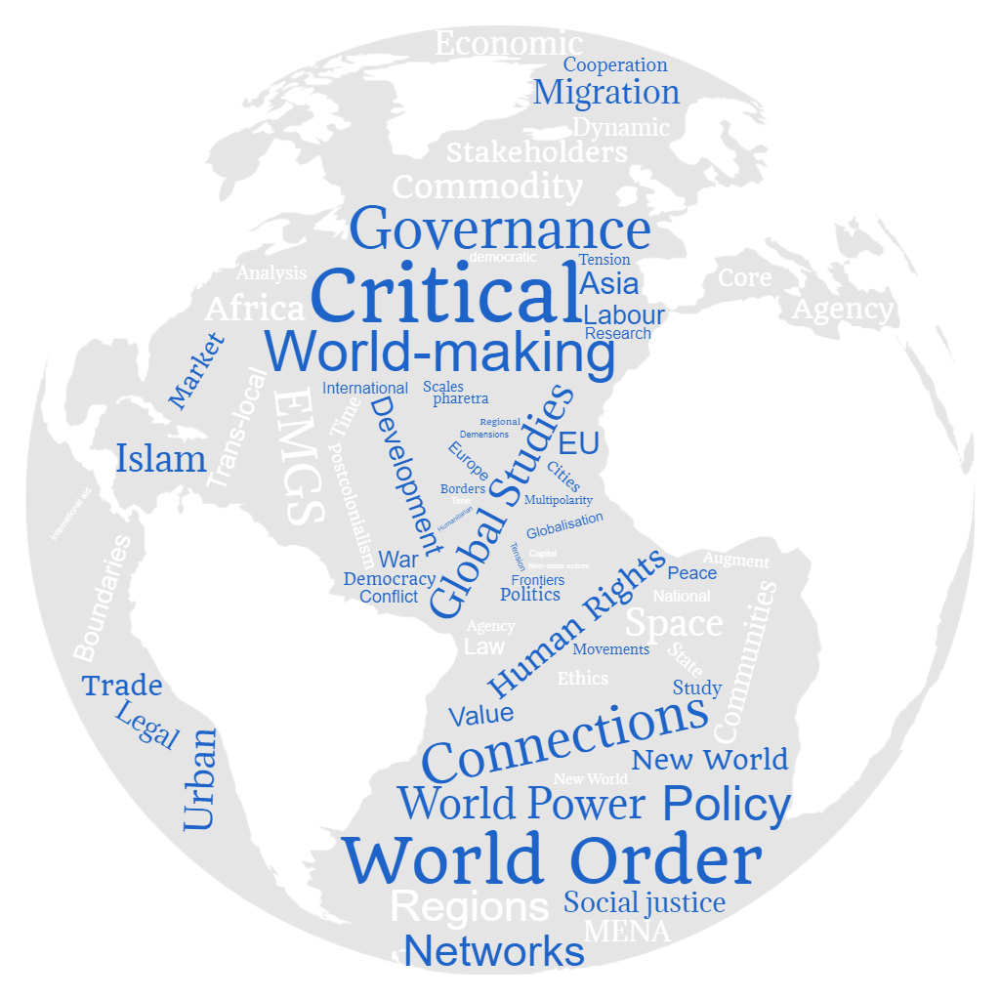 Economic
Cooperation
Migration
Dynamic
Stakeholders
Commodity
Governance
democratic
Tension
Analysis
Critical
Asia
Core
Africa
Labour
Agency
Research
World-making
Market
International
Scales
pharetra
Trans-local
EMGS
Time
Development
Regional
Demensions
Global Studies
EU
Islam
Europe
Cities
Postcolonialism
Borders
Time
Multipolarity
International aid
Humanitarian
Globalisation
War
Tension
Capital
Non-state actors
Democracy
Frontiers
Conflict
Politics
Human Rights
Augment
Peace
Boundaries
National
Agency
Space
Law
Movements
State
Communities
Trade
Ethics
Study
Legal
Value
Connections
Urban
New World
New World
World Power
Policy
World Order
Regions
Social justice
MENA
Networks